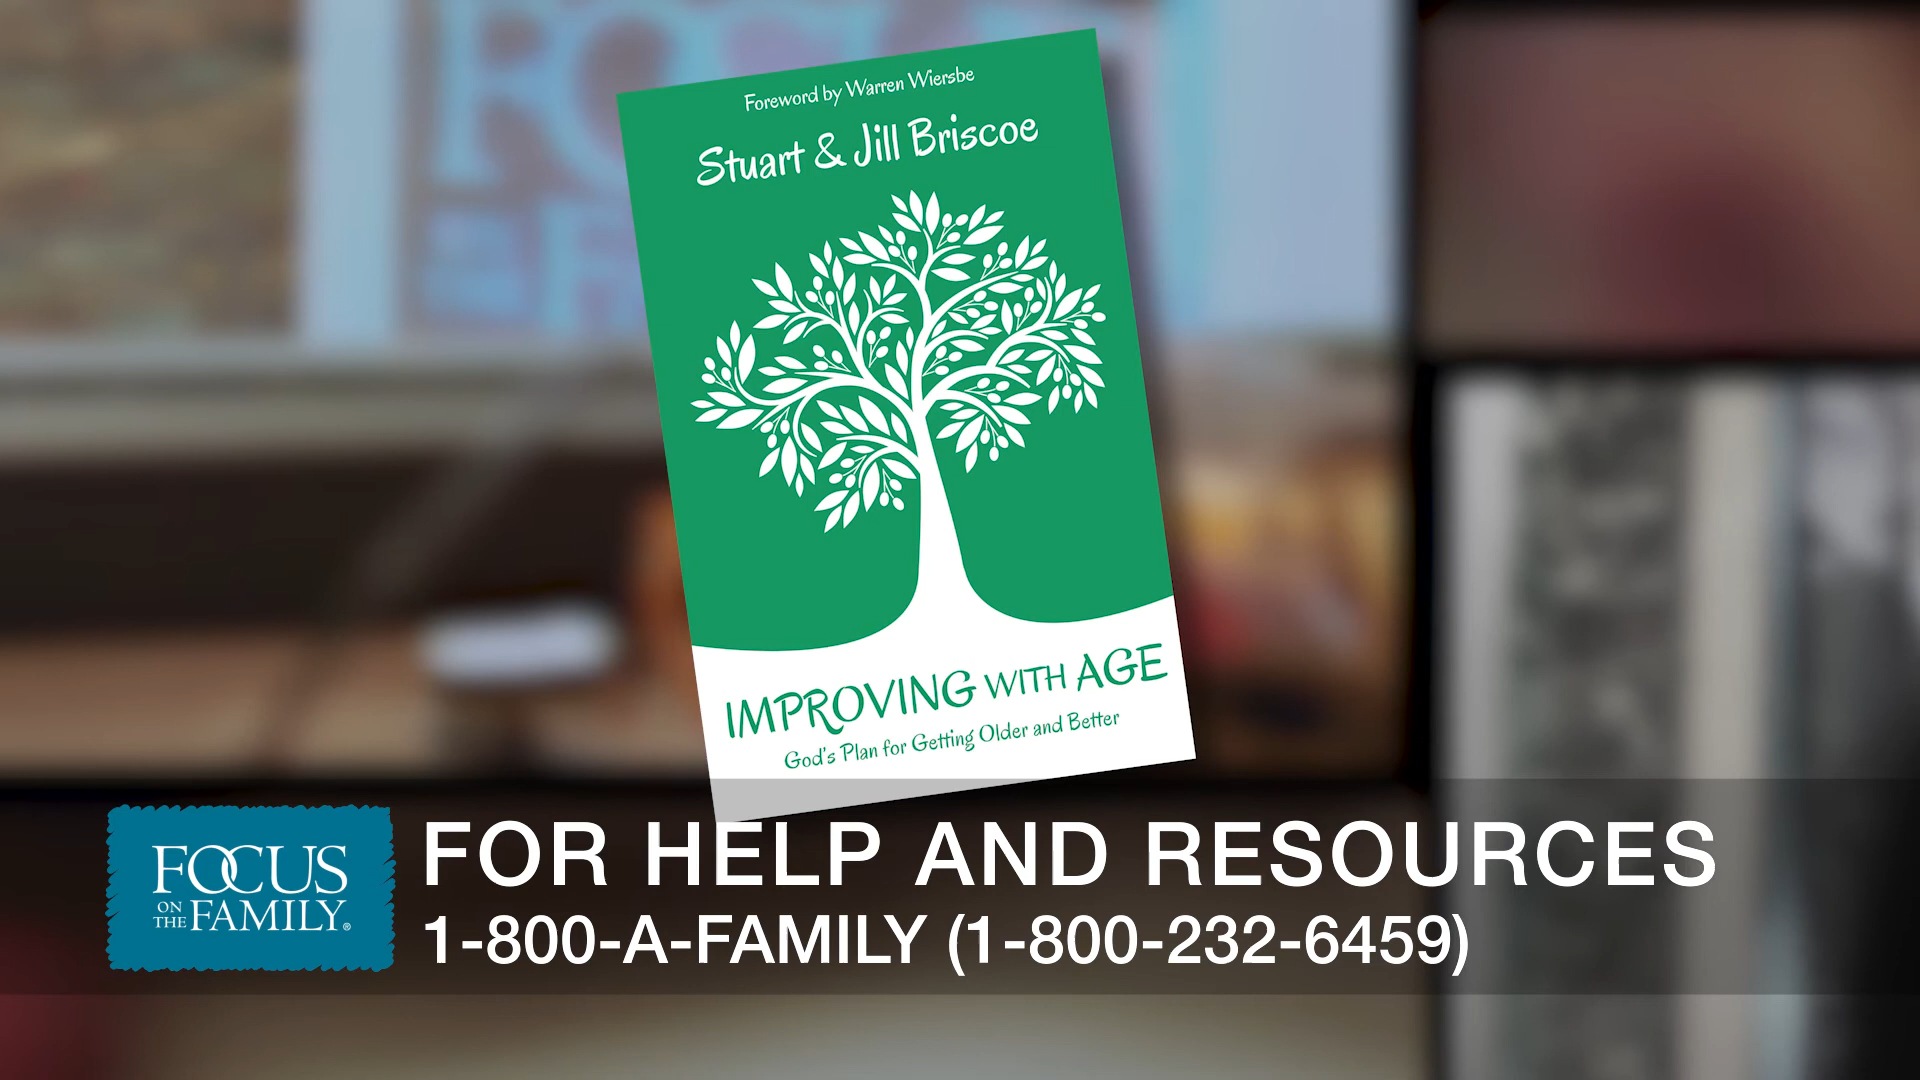 Foreword by Warren Wiersbe
Stuart & Jill Briscoe
IMPROVING WITH AGE
God's Plan for Getting Older and Better
FOCUS
ON THE FAMILY®
FOR HELP AND RESOURCES
1-800-A-FAMILY (1-800-232-6459)